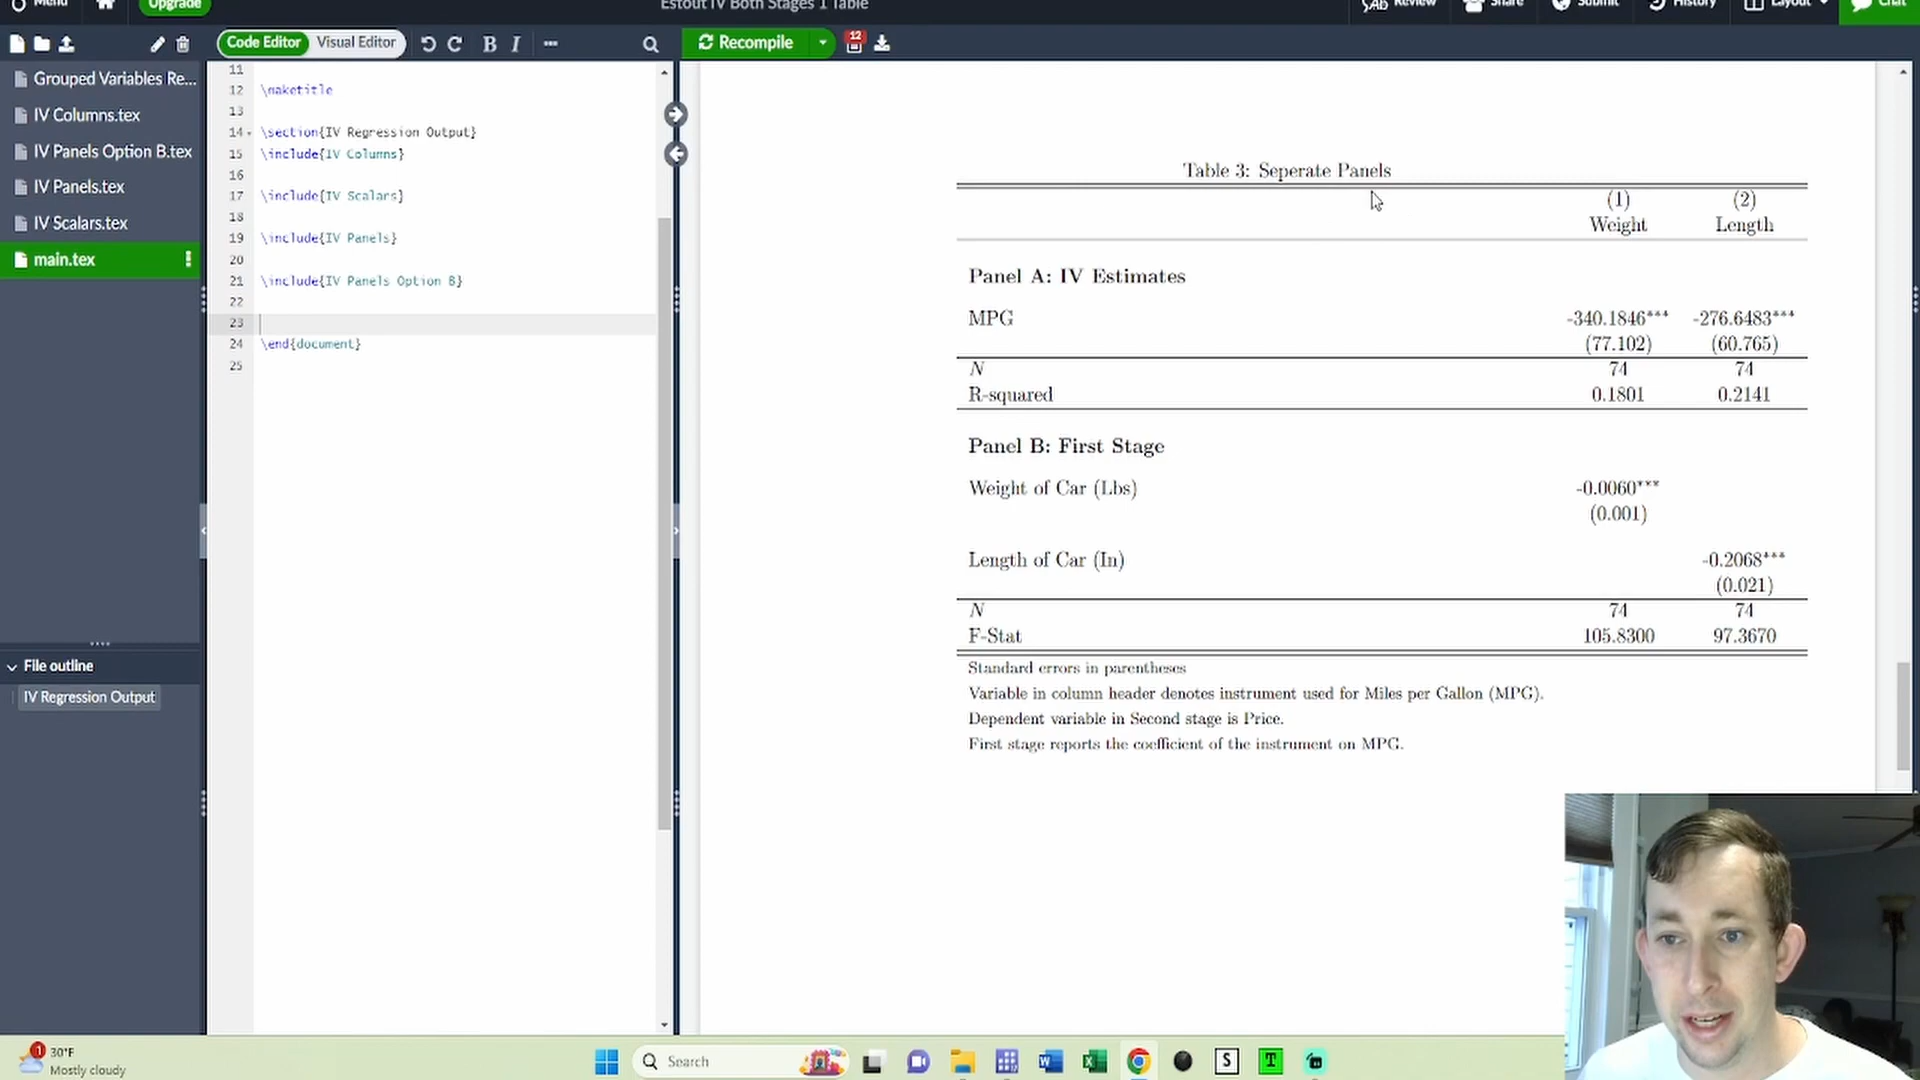 Menu
Upgrade
Estout IV Both Stages 1 Table
Review
Share
Submit
History
Layout
Chat
Code Editor
Visual Editor
B
I
Recompile
12
Grouped Variables Re...
IV Columns.tex
IV Panels Option B.tex
IV Panels.tex
IV Scalars.tex
main.tex
File outline
IV Regression Output
11
12 \maketitle
13
14 \section{IV Regression Output}
15 \include{IV Columns}
16
17 \include{IV Scalars}
18
19 \include{IV Panels}
20
21 \include{IV Panels Option B}
22
23
24 \end{document}
25
Table 3: Seperate Panels
(1) (2)
Weight Length
Panel A: IV Estimates
MPG -340.1846*** -276.6483***
(77.102) (60.765)
N 74 74
R-squared 0.1801 0.2141
Panel B: First Stage
Weight of Car (Lbs) -0.0060***
(0.001)
Length of Car (In) -0.2068***
(0.021)
N 74 74
F-Stat 105.8300 97.3670
Standard errors in parentheses
Variable in column header denotes instrument used for Miles per Gallon (MPG).
Dependent variable in Second stage is Price.
First stage reports the coefficient of the instrument on MPG.
1
30°F
Mostly cloudy
Search
S
T